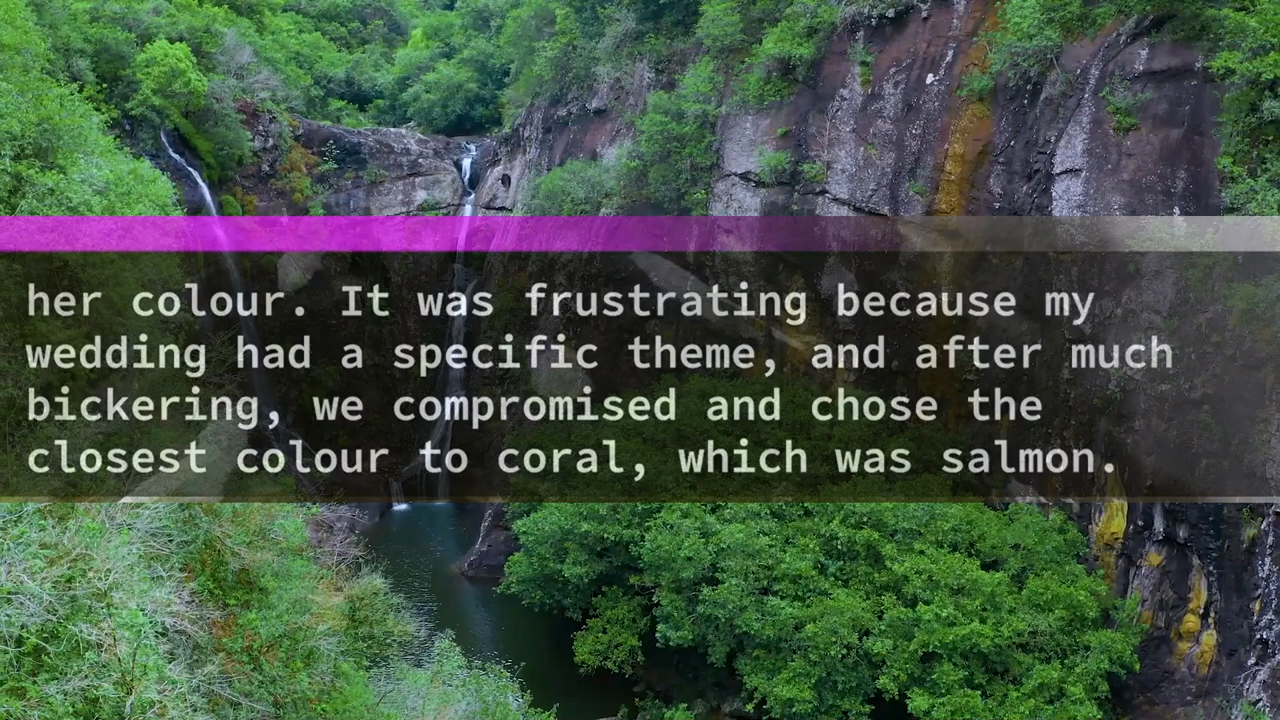 her colour. It was frustrating because my
wedding had a specific theme, and after much
bickering, we compromised and chose the
closest colour to coral, which was salmon.